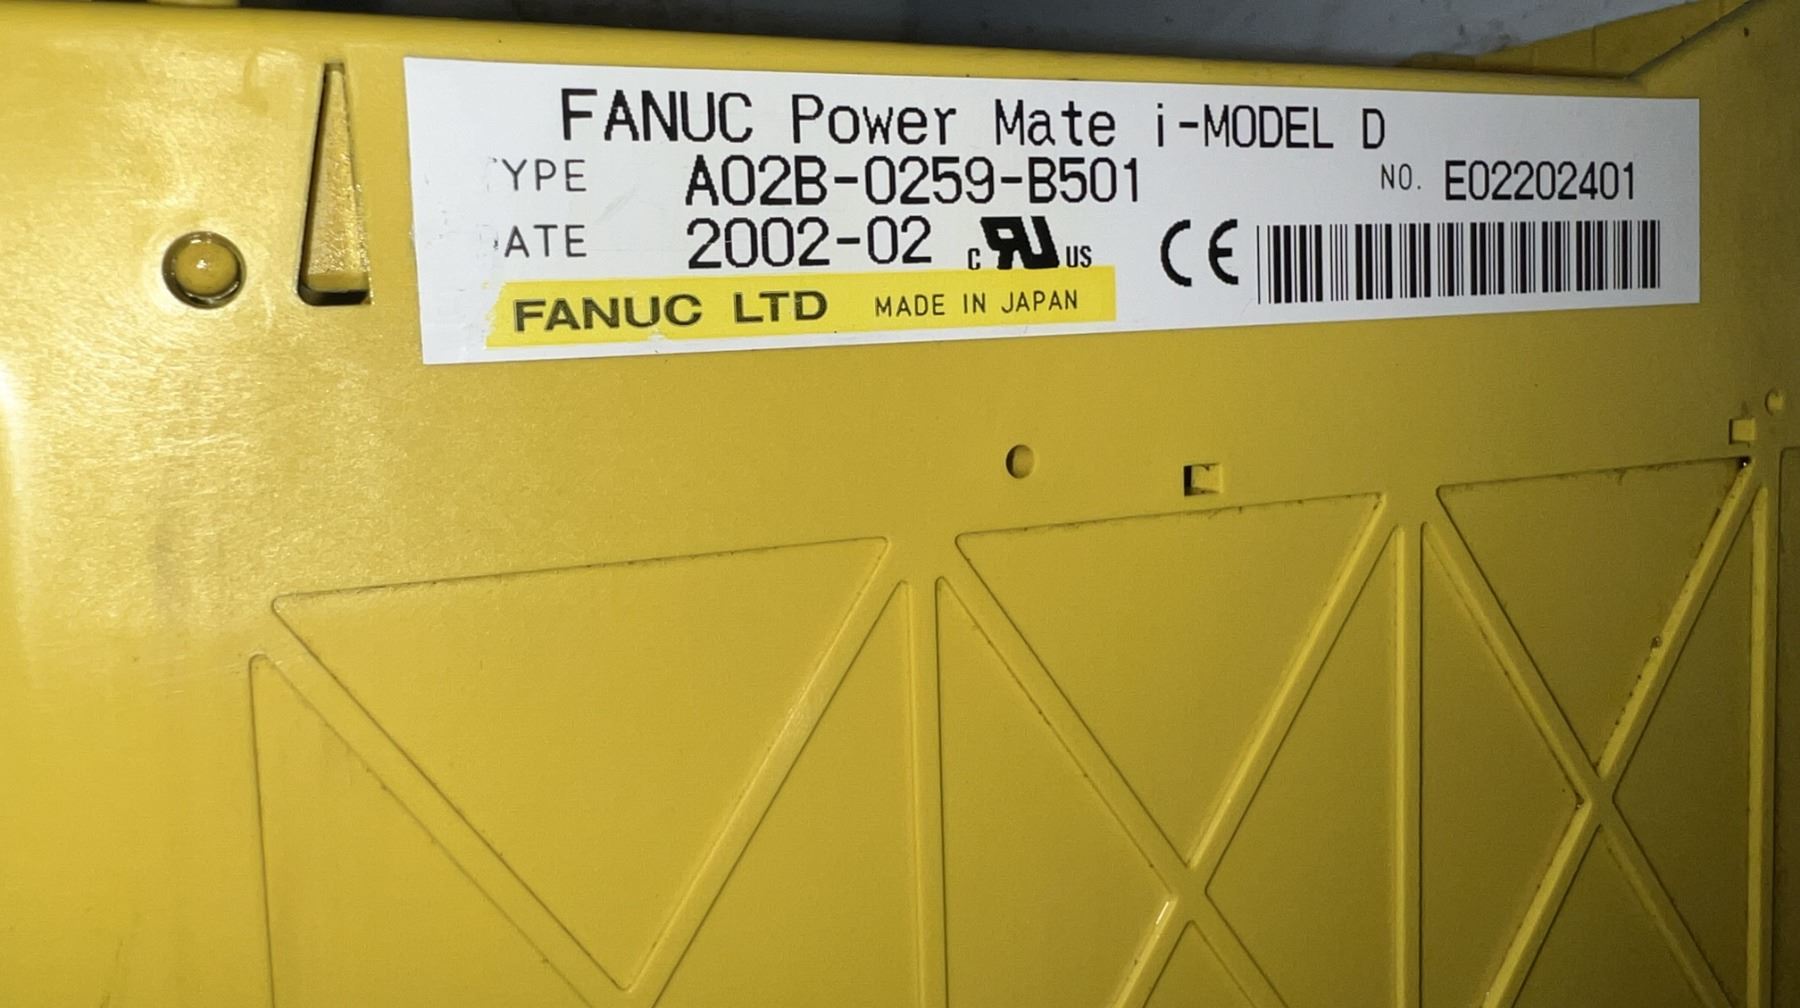 FANUC Power Mate i-MODEL D
YPE A02B-0259-B501 NO. E02202401
ATE 2002-02 c RU US CE
FANUC LTD MADE IN JAPAN